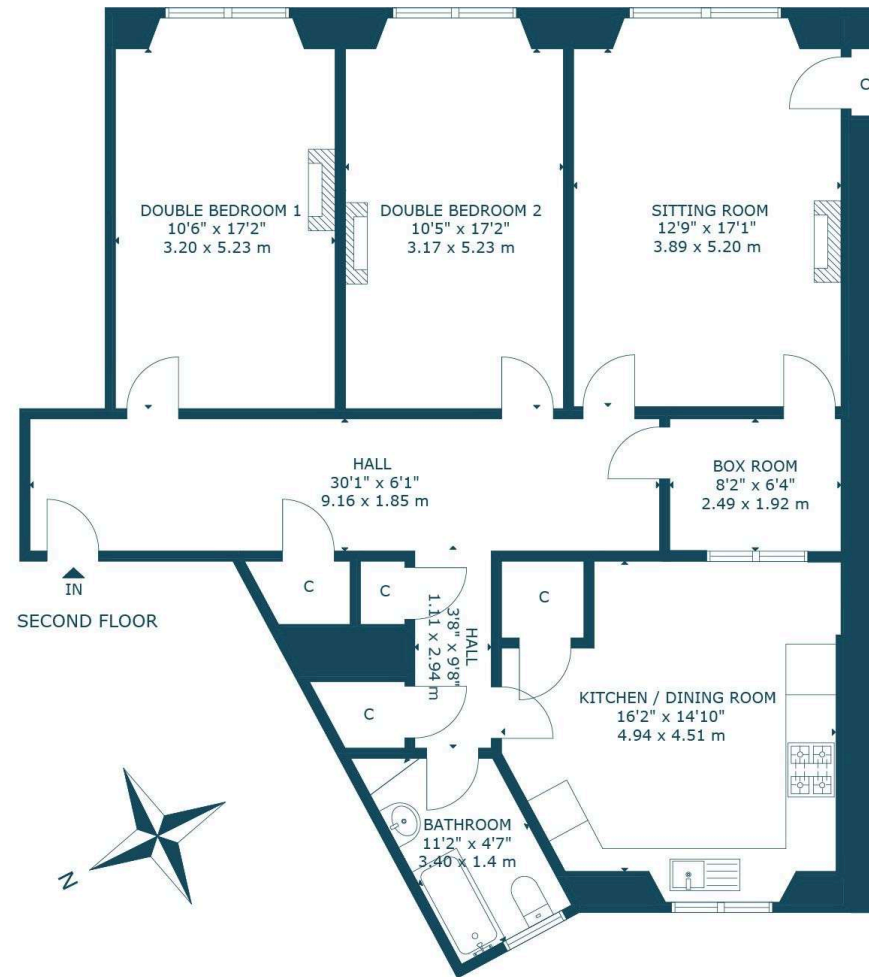 C
DOUBLE BEDROOM 1
10'6" x 17'2"
3.20 x 5.23 m
DOUBLE BEDROOM 2
10'5" x 17'2"
3.17 x 5.23 m
SITTING ROOM
12'9" x 17'1"
3.89 x 5.20 m
HALL
30'1" x 6'1"
9.16 x 1.85 m
BOX ROOM
8'2" x 6'4"
2.49 x 1.92 m
IN
SECOND FLOOR
C
C
C
HALL
3'8" x 9'8"
1.11 x 2.94 m
C
KITCHEN / DINING ROOM
16'2" x 14'10"
4.94 x 4.51 m
BATHROOM
11'2" x 4'7"
3.40 x 1.4 m
N